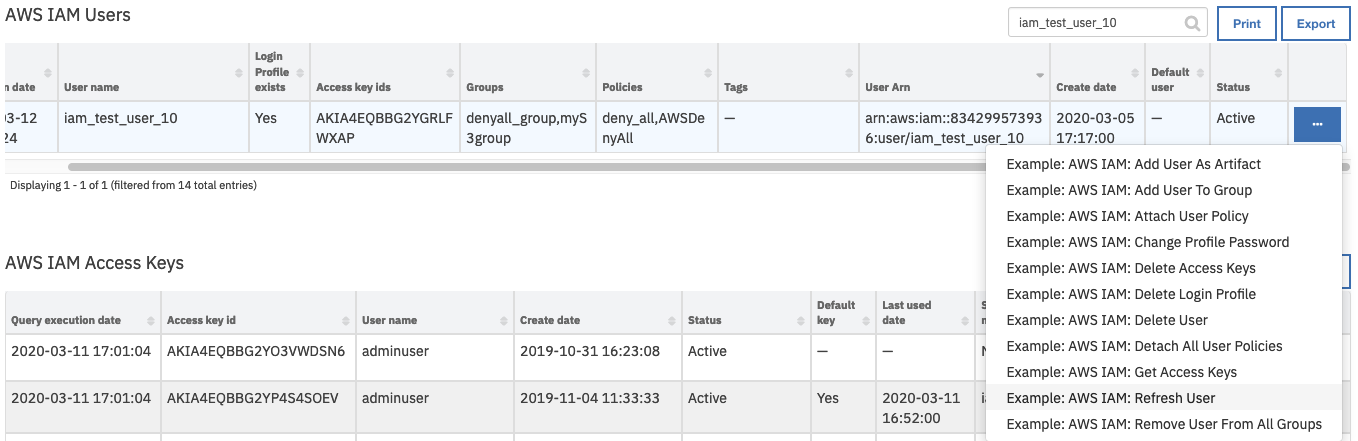 AWS IAM Users
iam_test_user_10
Print
Export
n date
User name
Login
Profile
exists
Access key ids
Groups
Policies
Tags
User Arn
Create date
Default
user
Status
03-12
24
iam_test_user_10
Yes
AKIA4EQBBG2YGRLF
WXAP
denyall_group,myS
3group
deny_all,AWSDe
nyAll
—
arn:aws:iam::83429957393
6:user/iam_test_user_10
2020-03-05
17:17:00
—
Active
...
Displaying 1 - 1 of 1 (filtered from 14 total entries)
Example: AWS IAM: Add User As Artifact
Example: AWS IAM: Add User To Group
Example: AWS IAM: Attach User Policy
Example: AWS IAM: Change Profile Password
Example: AWS IAM: Delete Access Keys
Example: AWS IAM: Delete Login Profile
Example: AWS IAM: Delete User
Example: AWS IAM: Detach All User Policies
Example: AWS IAM: Get Access Keys
Example: AWS IAM: Refresh User
Example: AWS IAM: Remove User From All Groups
AWS IAM Access Keys
Query execution date
Access key id
User name
Create date
Status
Default
key
Last used
date
2020-03-11 17:01:04
AKIA4EQBBG2YO3VWDSN6
adminuser
2019-10-31 16:23:08
Active
—
—
2020-03-11 17:01:04
AKIA4EQBBG2YP4S4SOEV
adminuser
2019-11-04 11:33:33
Active
Yes
2020-03-11
16:52:00